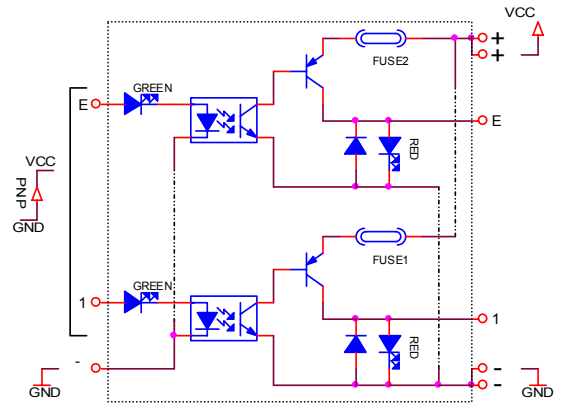 VCC
+
+
FUSE2
GREEN
E
E
RED
VCC
PNP
GND
FUSE1
GREEN
1
1
RED
-
-
-
GND
GND